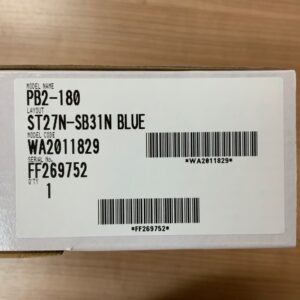 MODEL NAME
PB2-180
LAYOUT
ST27N-SB31N BLUE
MODEL CODE
WA2011829
*WA2011829*
SERIAL No.
FF269752
Q'TY
1
*FF269752*